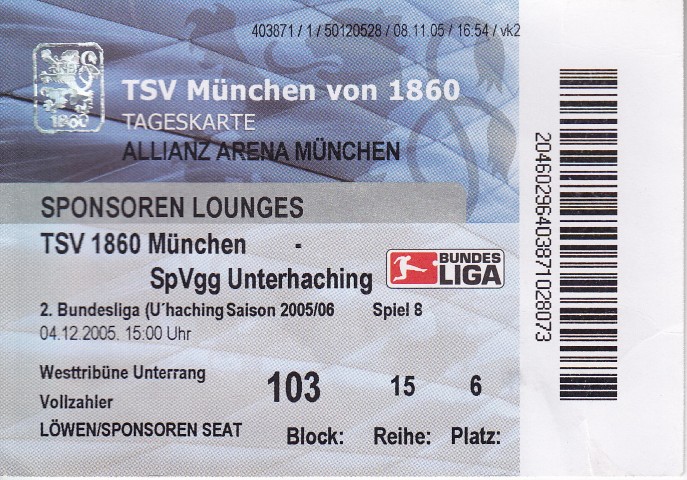 403871 / 1 / 50120528 / 08.11.05 / 16:54 / vk2
1860
TSV München von 1860
TAGESKARTE
ALLIANZ ARENA MÜNCHEN
SPONSOREN LOUNGES
TSV 1860 München -
SpVgg Unterhaching
BUNDES
LIGA
2. Bundesliga (U´haching Saison 2005/06 Spiel 8
04.12.2005. 15:00 Uhr
Westtribüne Unterrang
103 15 6
Vollzahler
LÖWEN/SPONSOREN SEAT Block: Reihe: Platz:
20460296403871028073